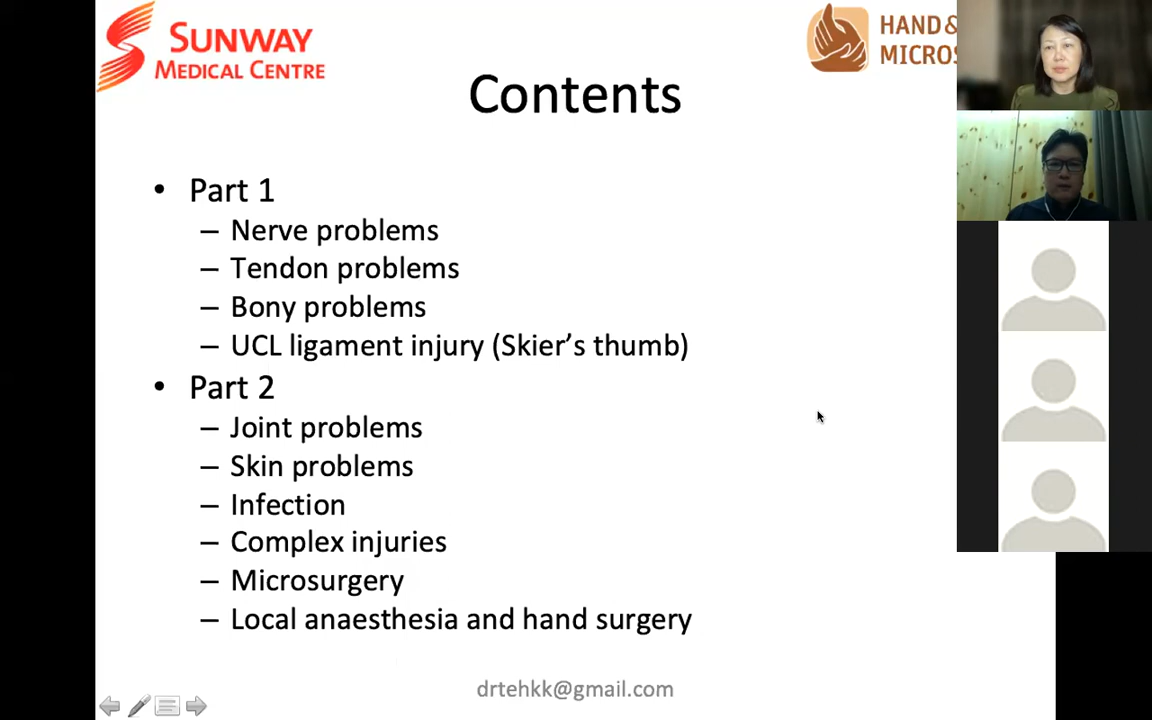 SUNWAY
MEDICAL CENTRE
HAND &
Contents
• Part 1
– Nerve problems
– Tendon problems
– Bony problems
– UCL ligament injury (Skier's thumb)
• Part 2
– Joint problems
– Skin problems
– Infection
– Complex injuries
– Microsurgery
– Local anaesthesia and hand surgery
drtehkk@gmail.com